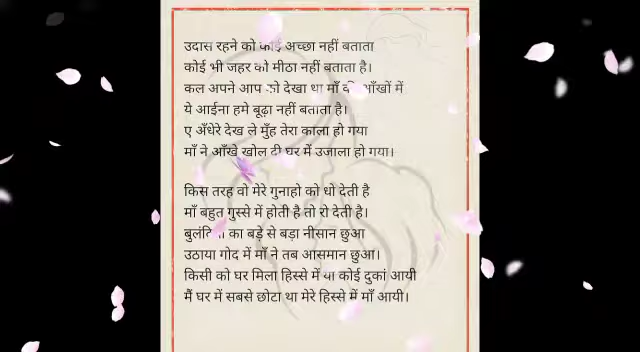 उदास रहने को कोई अच्छा नहीं बताता
कोई भी जहर को मीठा नहीं बताता है।
कल अपने आप को देखा था माँ की आँखों में
ये आईना हमे बूढ़ा नहीं बताता है।
ए अँधेरे देख ले मुँह तेरा काला हो गया
माँ ने आँखे खोल दी घर में उजाला हो गया।
किस तरह वो मेरे गुनाहो को धो देती है
माँ बहुत गुस्से में होती है तो रो देती है।
का बड़े से बड़ा नीसान छुआ
उठाया गोद में माँ ने तब आसमान छुआ।
किसी को घर मिला हिस्से में या कोई दुकां आयी
मैं घर में सबसे छोटा था मेरे हिस्से में माँ आयी।